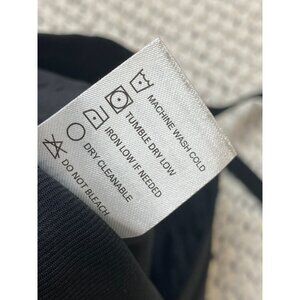 MACHINE WASH COLD
TUMBLE DRY LOW
IRON LOW IF NEEDED
DRY CLEANABLE
DO NOT BLEACH